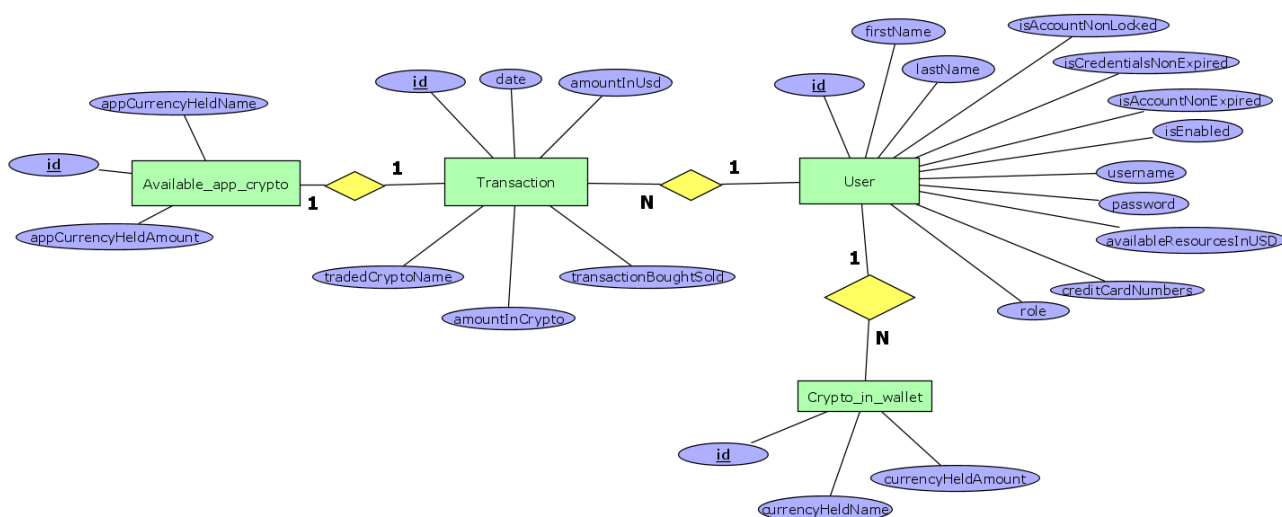 isAccountNonLocked
firstName
isCredentialsNonExpired
lastName
id
date
amountInUsd
id
isAccountNonExpired
appCurrencyHeldName
isEnabled
id
1
1
username
Available_app_crypto
Transaction
User
1
N
password
appCurrencyHeldAmount
availableResourcesInUSD
1
tradedCryptoName
transactionBoughtSold
creditCardNumbers
amountInCrypto
role
N
Crypto_in_wallet
id
currencyHeldAmount
currencyHeldName